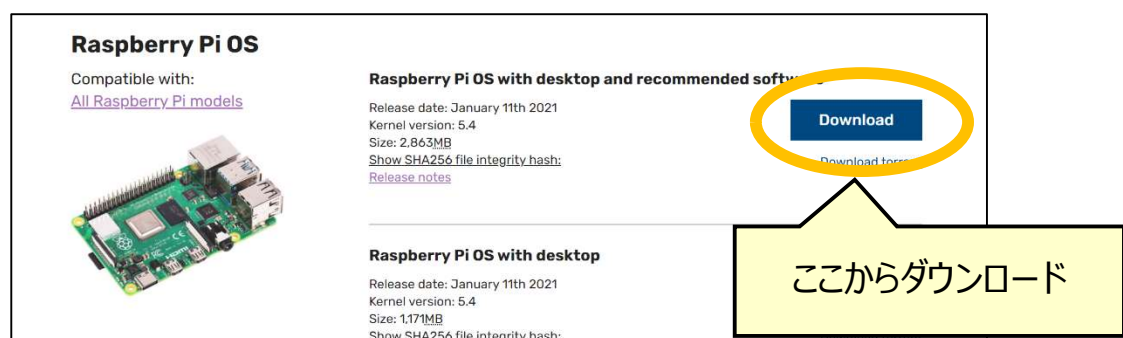 Raspberry Pi OS
Compatible with:
All Raspberry Pi models
Raspberry Pi OS with desktop and recommended software
Release date: January 11th 2021
Kernel version: 5.4
Size: 2,863MB
Show SHA256 file integrity hash:
Release notes
Download
Download
Raspberry Pi OS with desktop
Release date: January 11th 2021
Kernel version: 5.4
Size: 1,171MB
Show SHA256 file integrity hash:
ここからダウンロード